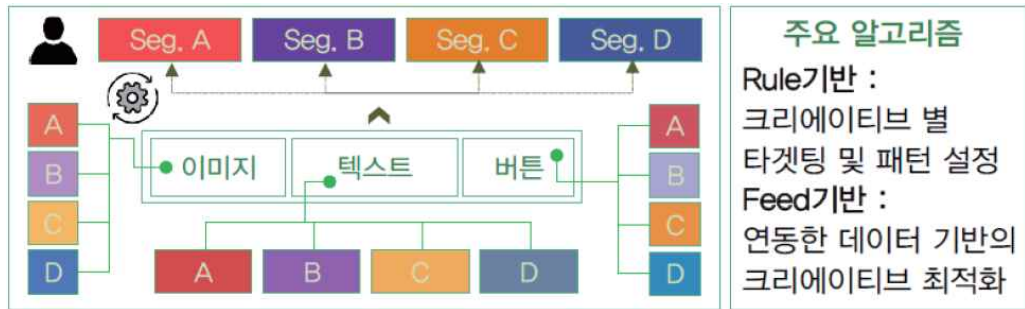 Seg. A
Seg. B
Seg. C
Seg. D
A
B
C
D
이미지
텍스트
버튼
A
B
C
D
A
B
C
D
주요 알고리즘
Rule기반 :
크리에이티브 별
타겟팅 및 패턴 설정
Feed기반 :
연동한 데이터 기반의
크리에이티브 최적화